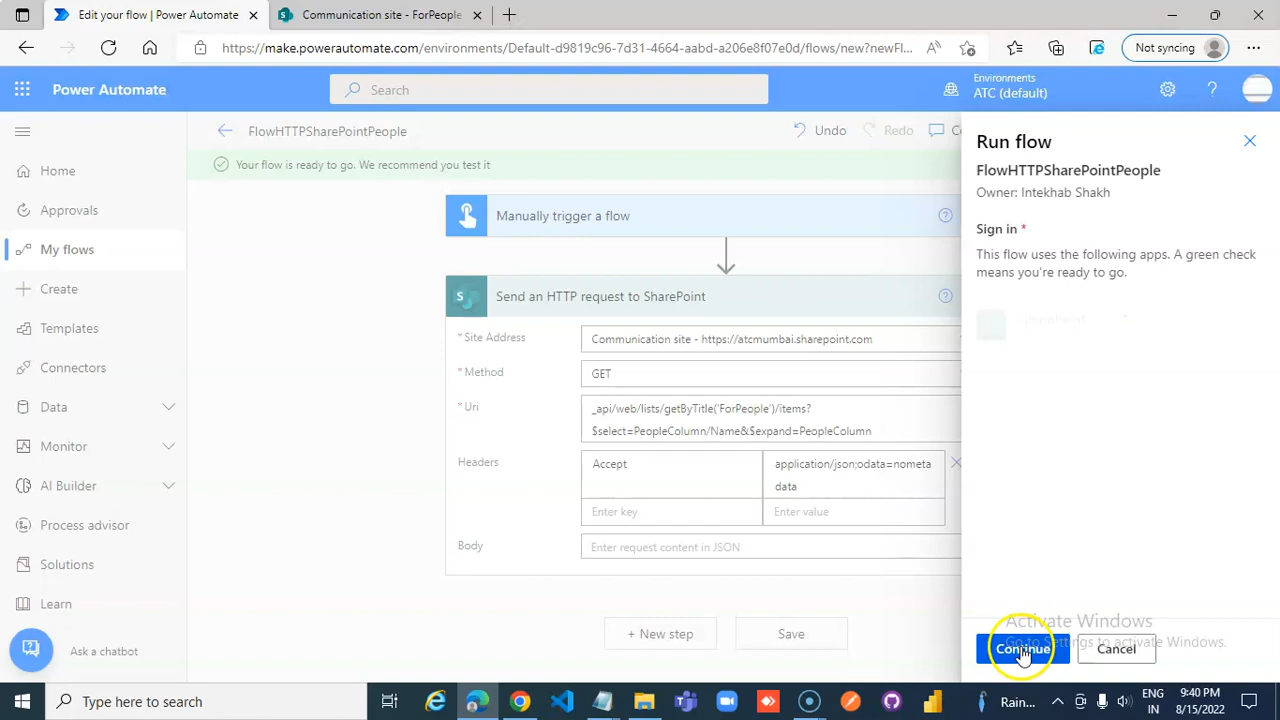 Edit your flow | Power Automate
Communication site - ForPeople
https://make.powerautomate.com/environments/Default-d9819c96-7d31-4664-aabd-a206e8f07d0e/flows/new?newFl...
Not syncing
Power Automate
Search
Environments
ATC (default)
FlowHTTPSharePointPeople
Undo
Redo
Your flow is ready to go. We recommend you test it
Home
Approvals
My flows
Create
Templates
Connectors
Data
Monitor
AI Builder
Process advisor
Solutions
Learn
Ask a chatbot
Manually trigger a flow
Send an HTTP request to SharePoint
* Site Address
Communication site - https://atcmumbai.sharepoint.com
* Method
GET
* Uri
_api/web/lists/getByTitle('ForPeople')/items?
$select=PeopleColumn/Name&$expand=PeopleColumn
Headers
Accept
application/json;odata=nometa
data
Enter key
Enter value
Body
Enter request content in JSON
+ New step
Save
Run flow
FlowHTTPSharePointPeople
Owner: Intekhab Shakh
Sign in *
This flow uses the following apps. A green check
means you're ready to go.
SharePoint
Activate Windows
Go to Settings to activate Windows.
Continue
Cancel
Type here to search
Rain...
ENG
IN
9:40 PM
8/15/2022